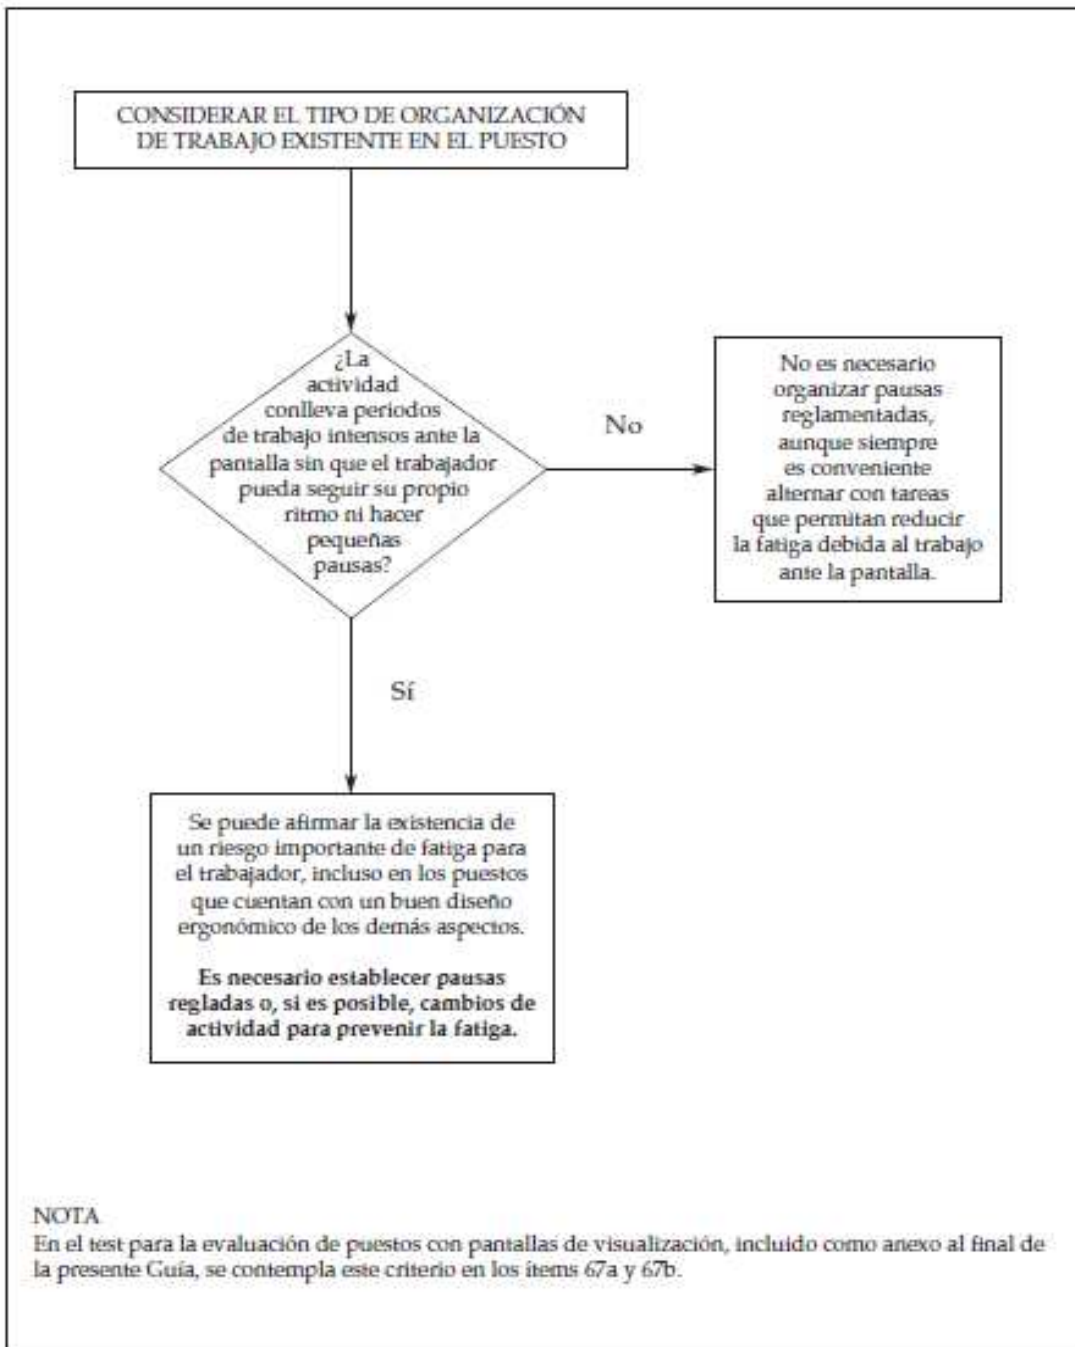 CONSIDERAR EL TIPO DE ORGANIZACIÓN
DE TRABAJO EXISTENTE EN EL PUESTO
¿La
actividad
conlleva periodos
de trabajo intensos ante la
pantalla sin que el trabajador
pueda seguir su propio
ritmo ni hacer
pequeñas
pausas?
No
No es necesario
organizar pausas
reglamentadas,
aunque siempre
es conveniente
alternar con tareas
que permitan reducir
la fatiga debida al trabajo
ante la pantalla.
Sí
Se puede afirmar la existencia de
un riesgo importante de fatiga para
el trabajador, incluso en los puestos
que cuentan con un buen diseño
ergonómico de los demás aspectos.
Es necesario establecer pausas
regladas o, si es posible, cambios de
actividad para prevenir la fatiga.
NOTA
En el test para la evaluación de puestos con pantallas de visualización, incluido como anexo al final de
la presente Guía, se contempla este criterio en los ítems 67a y 67b.